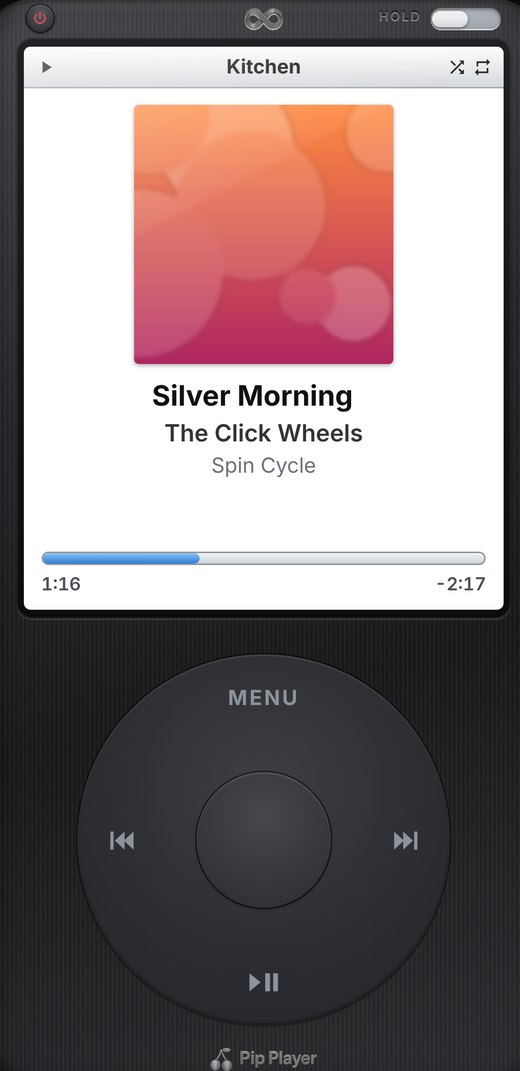 HOLD
Kitchen
Silver Morning
The Click Wheels
Spin Cycle
1:16
-2:17
MENU
Pip Player